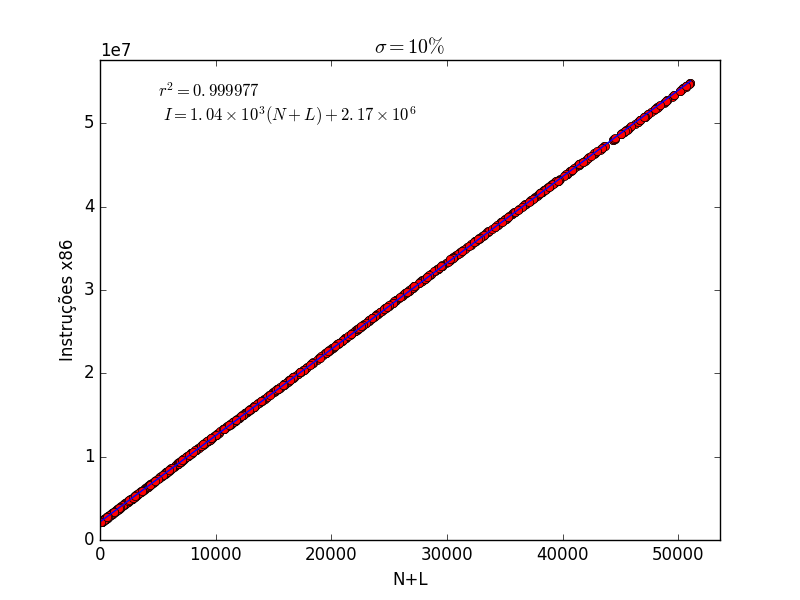 σ = 10%
1e7
r² = 0.999977
I = 1.04 × 10³(N + L) + 2.17 × 10⁶
5
4
3
2
1
0
Instruções x86
0 10000 20000 30000 40000 50000
N+L